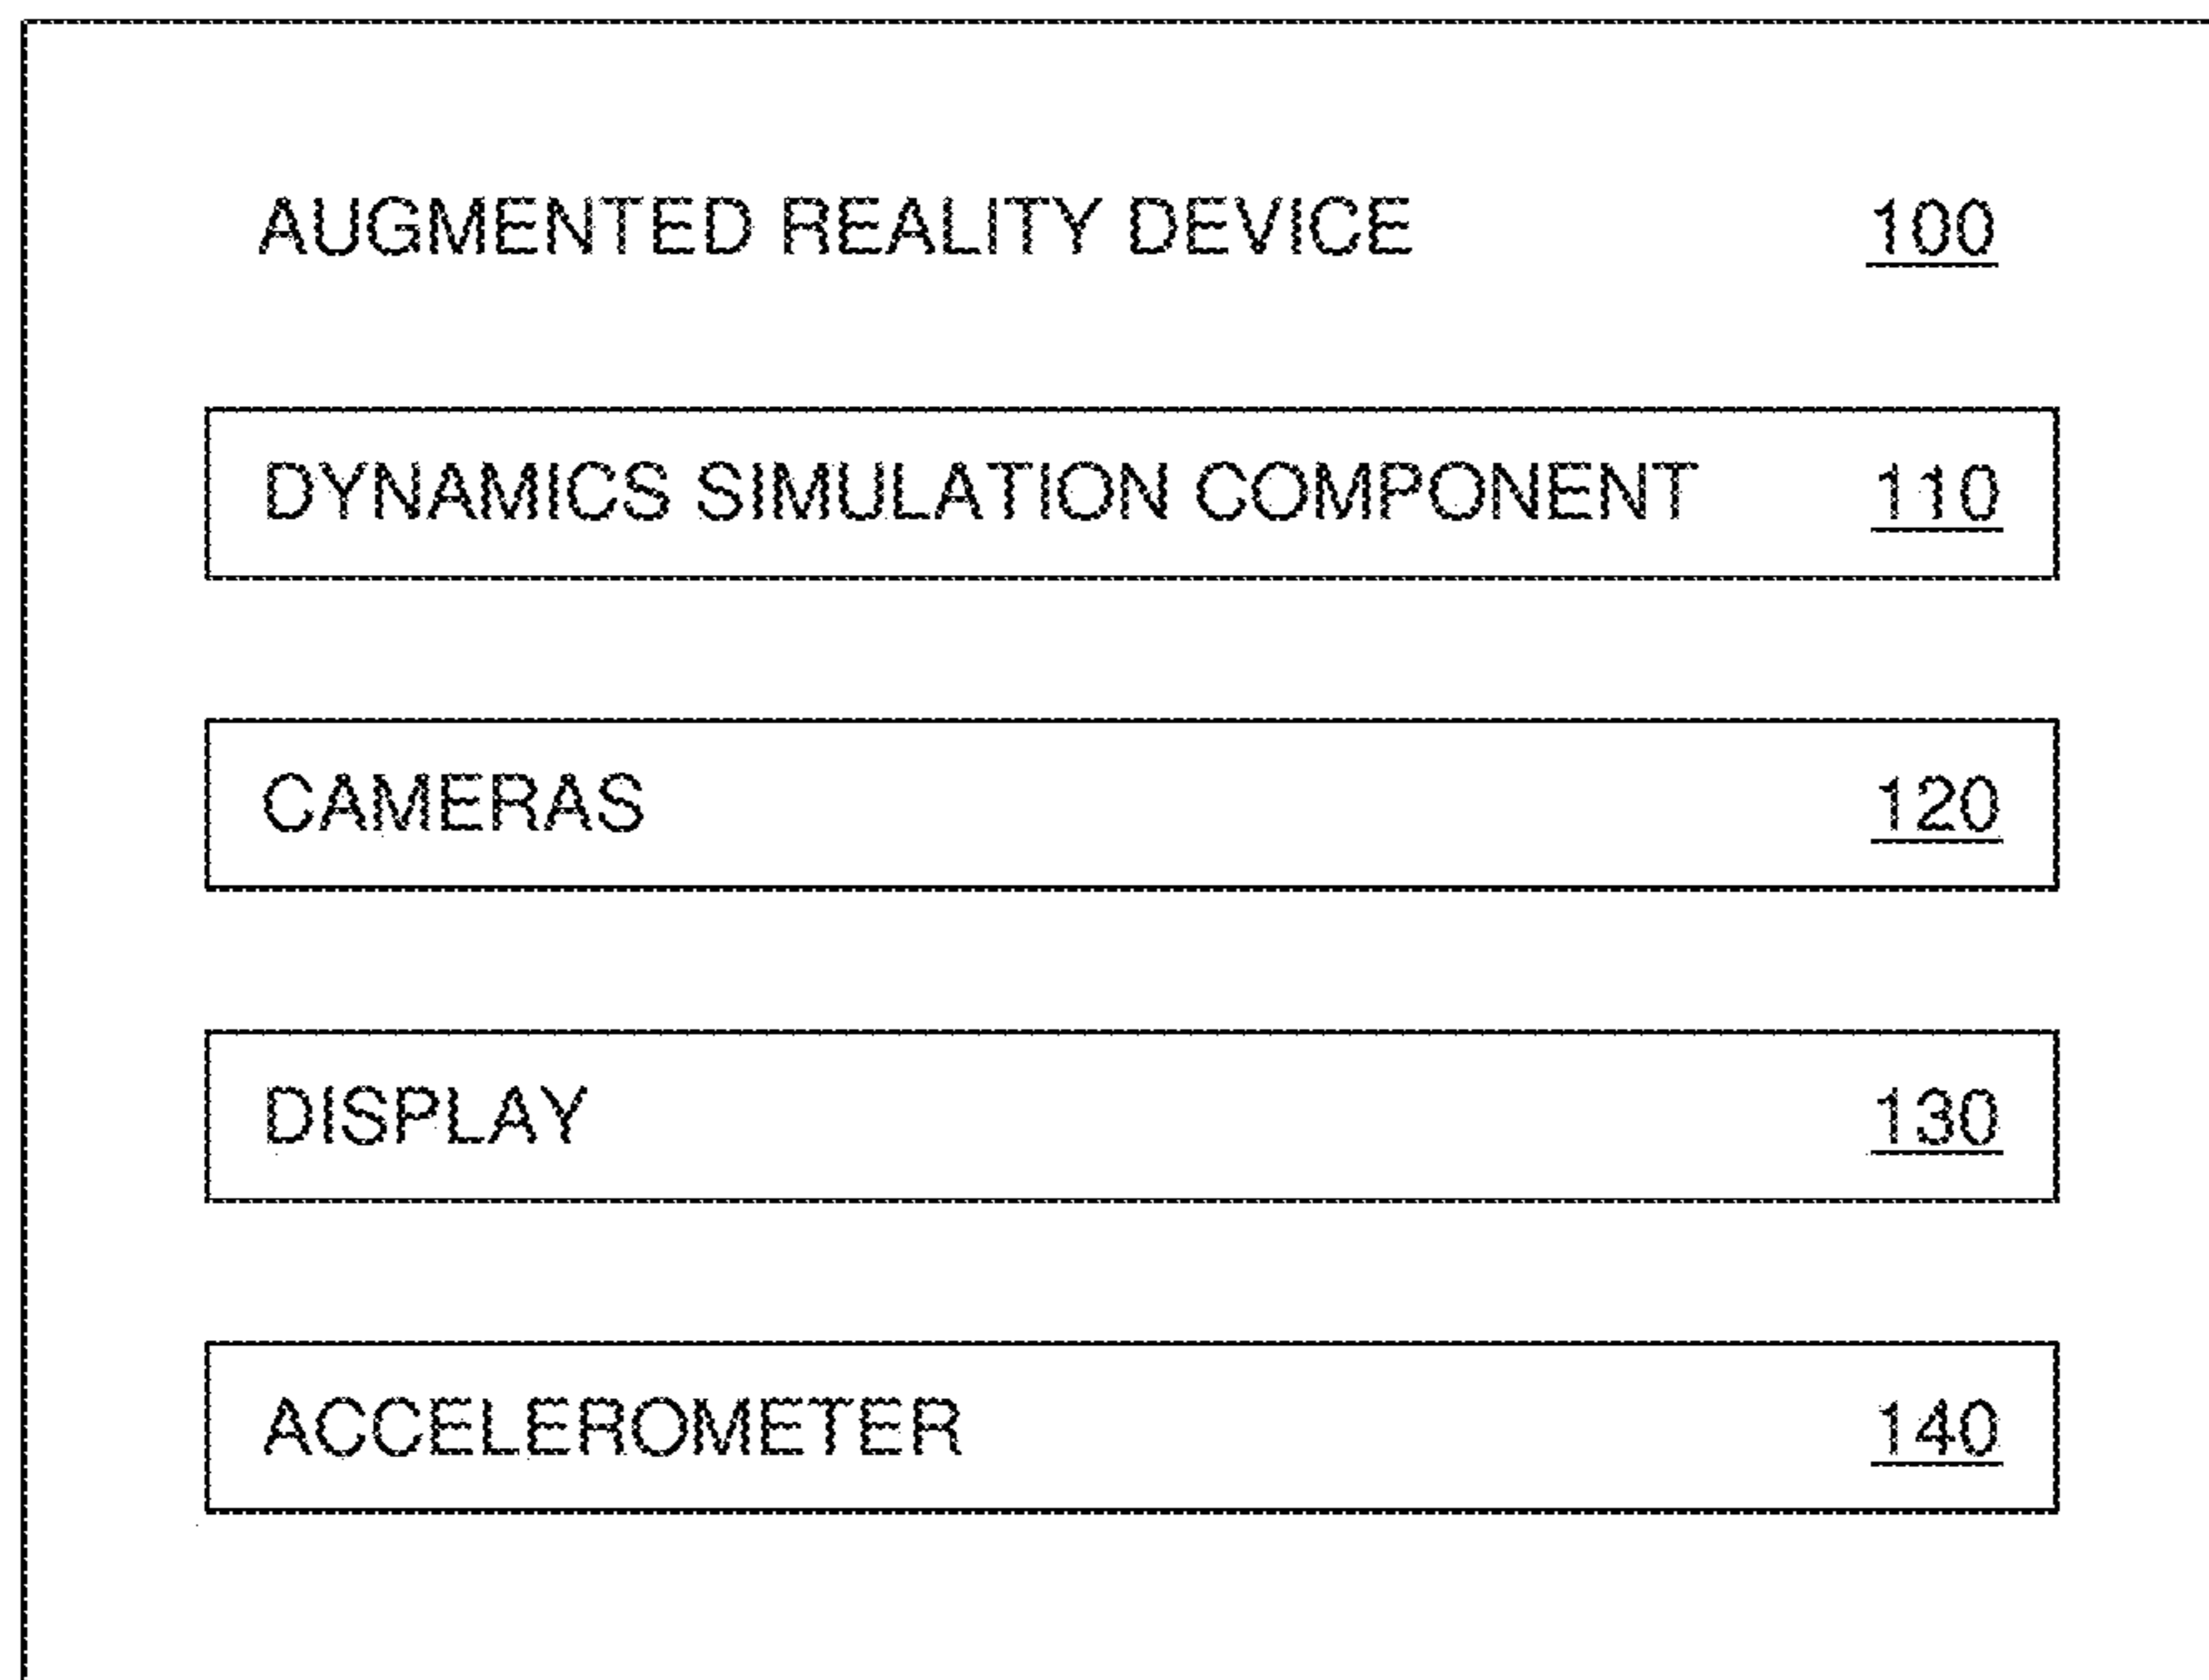 AUGMENTED REALITY DEVICE 100
DYNAMICS SIMULATION COMPONENT 110
CAMERAS 120
DISPLAY 130
ACCELEROMETER 140